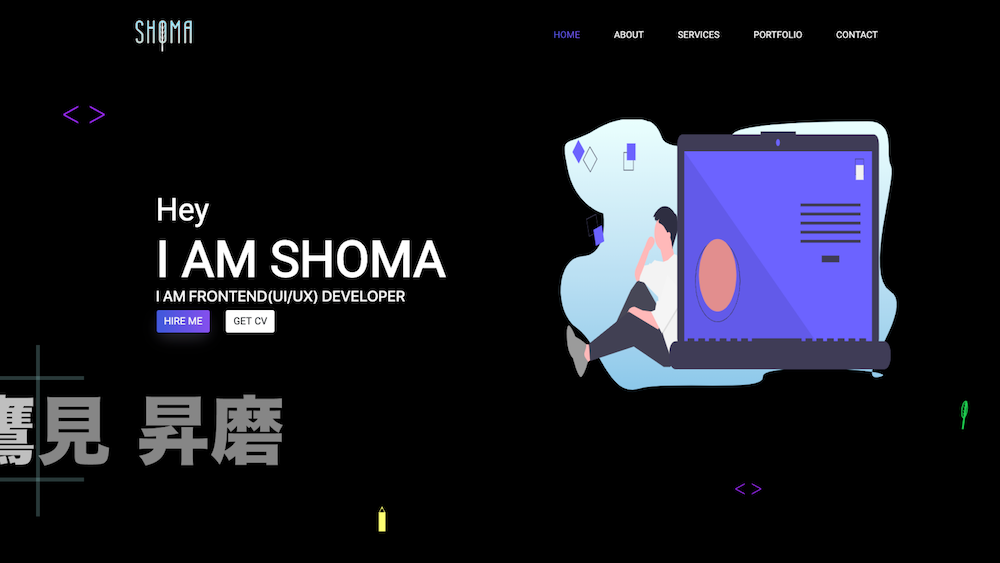 SHOMA
HOME ABOUT SERVICES PORTFOLIO CONTACT
< >
Hey
I AM SHOMA
I AM FRONTEND(UI/UX) DEVELOPER
HIRE ME GET CV
鷹見 昇磨
< >